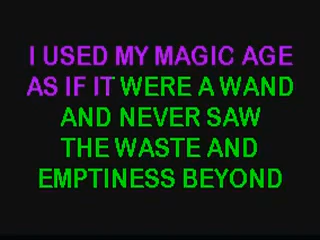 I USED MY MAGIC AGE
AS IF IT WERE A WAND
AND NEVER SAW
THE WASTE AND
EMPTINESS BEYOND